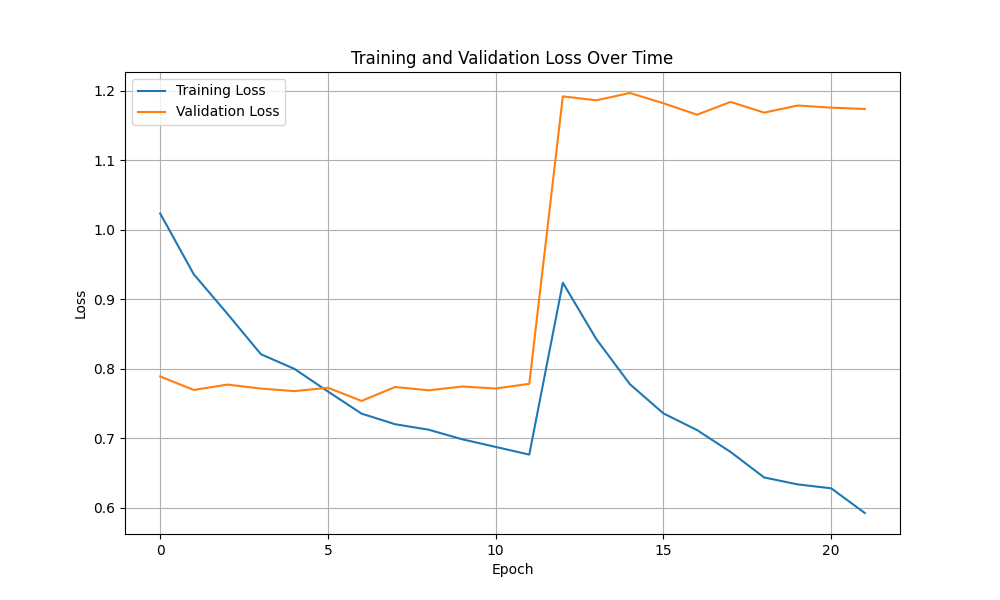 Training and Validation Loss Over Time
Training Loss
Validation Loss
1.2
1.1
1.0
0.9
0.8
0.7
0.6
Loss
0 5 10 15 20
Epoch